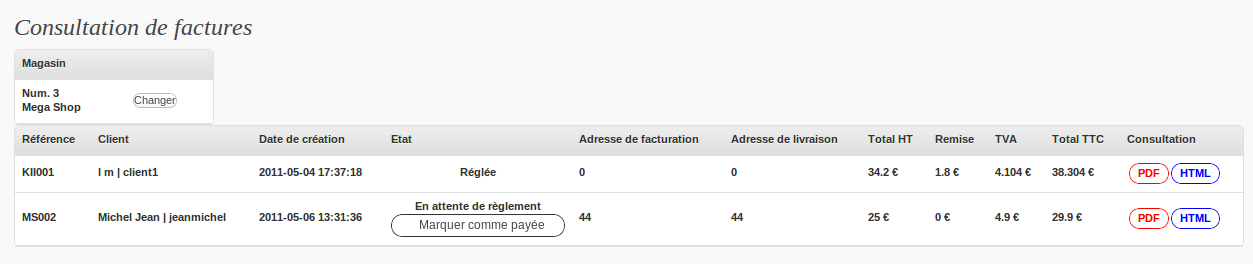 Consultation de factures
Magasin
Num. 3
Mega Shop
Changer
Référence Client Date de création Etat Adresse de facturation Adresse de livraison Total HT Remise TVA Total TTC Consultation
KII001 I m | client1 2011-05-04 17:37:18 Réglée 0 0 34.2 € 1.8 € 4.104 € 38.304 € PDF HTML
MS002 Michel Jean | jeanmichel 2011-05-06 13:31:36 En attente de règlement 44 44 25 € 0 € 4.9 € 29.9 € PDF HTML
Marquer comme payée